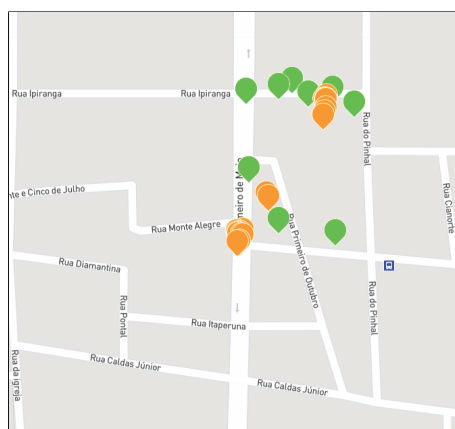 Rua Ipiranga
Rua Ipiranga
Rua do Pinhal
nte e Cinco de Julho
Rua Cianorte
Rua Monte Alegre
Rua Primeiro de Outubro
Rua Diamantina
Rua do Pinhal
Rua Pontal
Rua Itaperuna
Rua da Igreja
Rua Caldas Júnior
Rua Caldas Júnior